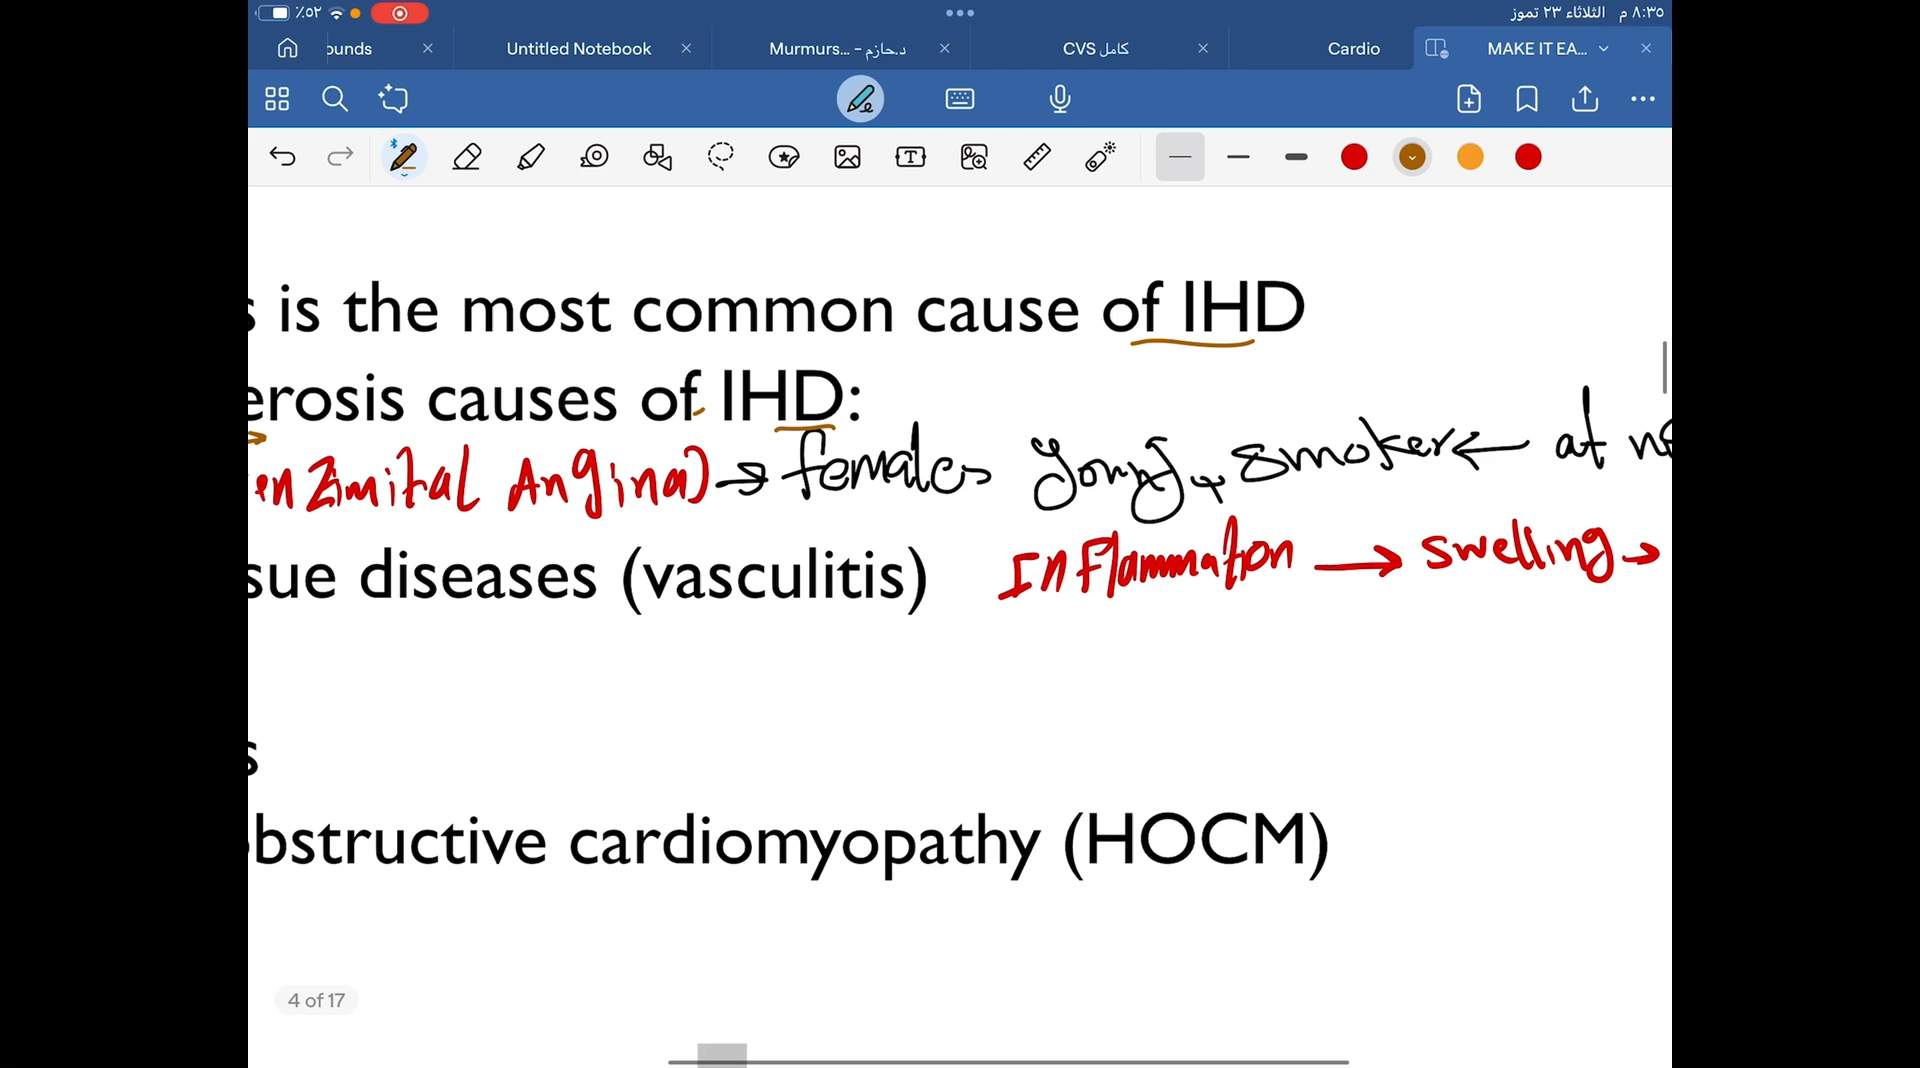 ٪٥٢
٨:٣٥ م الثلاثاء ٢٣ تموز
ounds
Untitled Notebook
Murmurs... – د.حازم
CVS كامل
Cardio
MAKE IT EA...
s is the most common cause of IHD
erosis causes of IHD:
enzimital Angina) → females young + smoker ← at
sue diseases (vasculitis) Inflammation → swelling →
s
bstructive cardiomyopathy (HOCM)
4 of 17